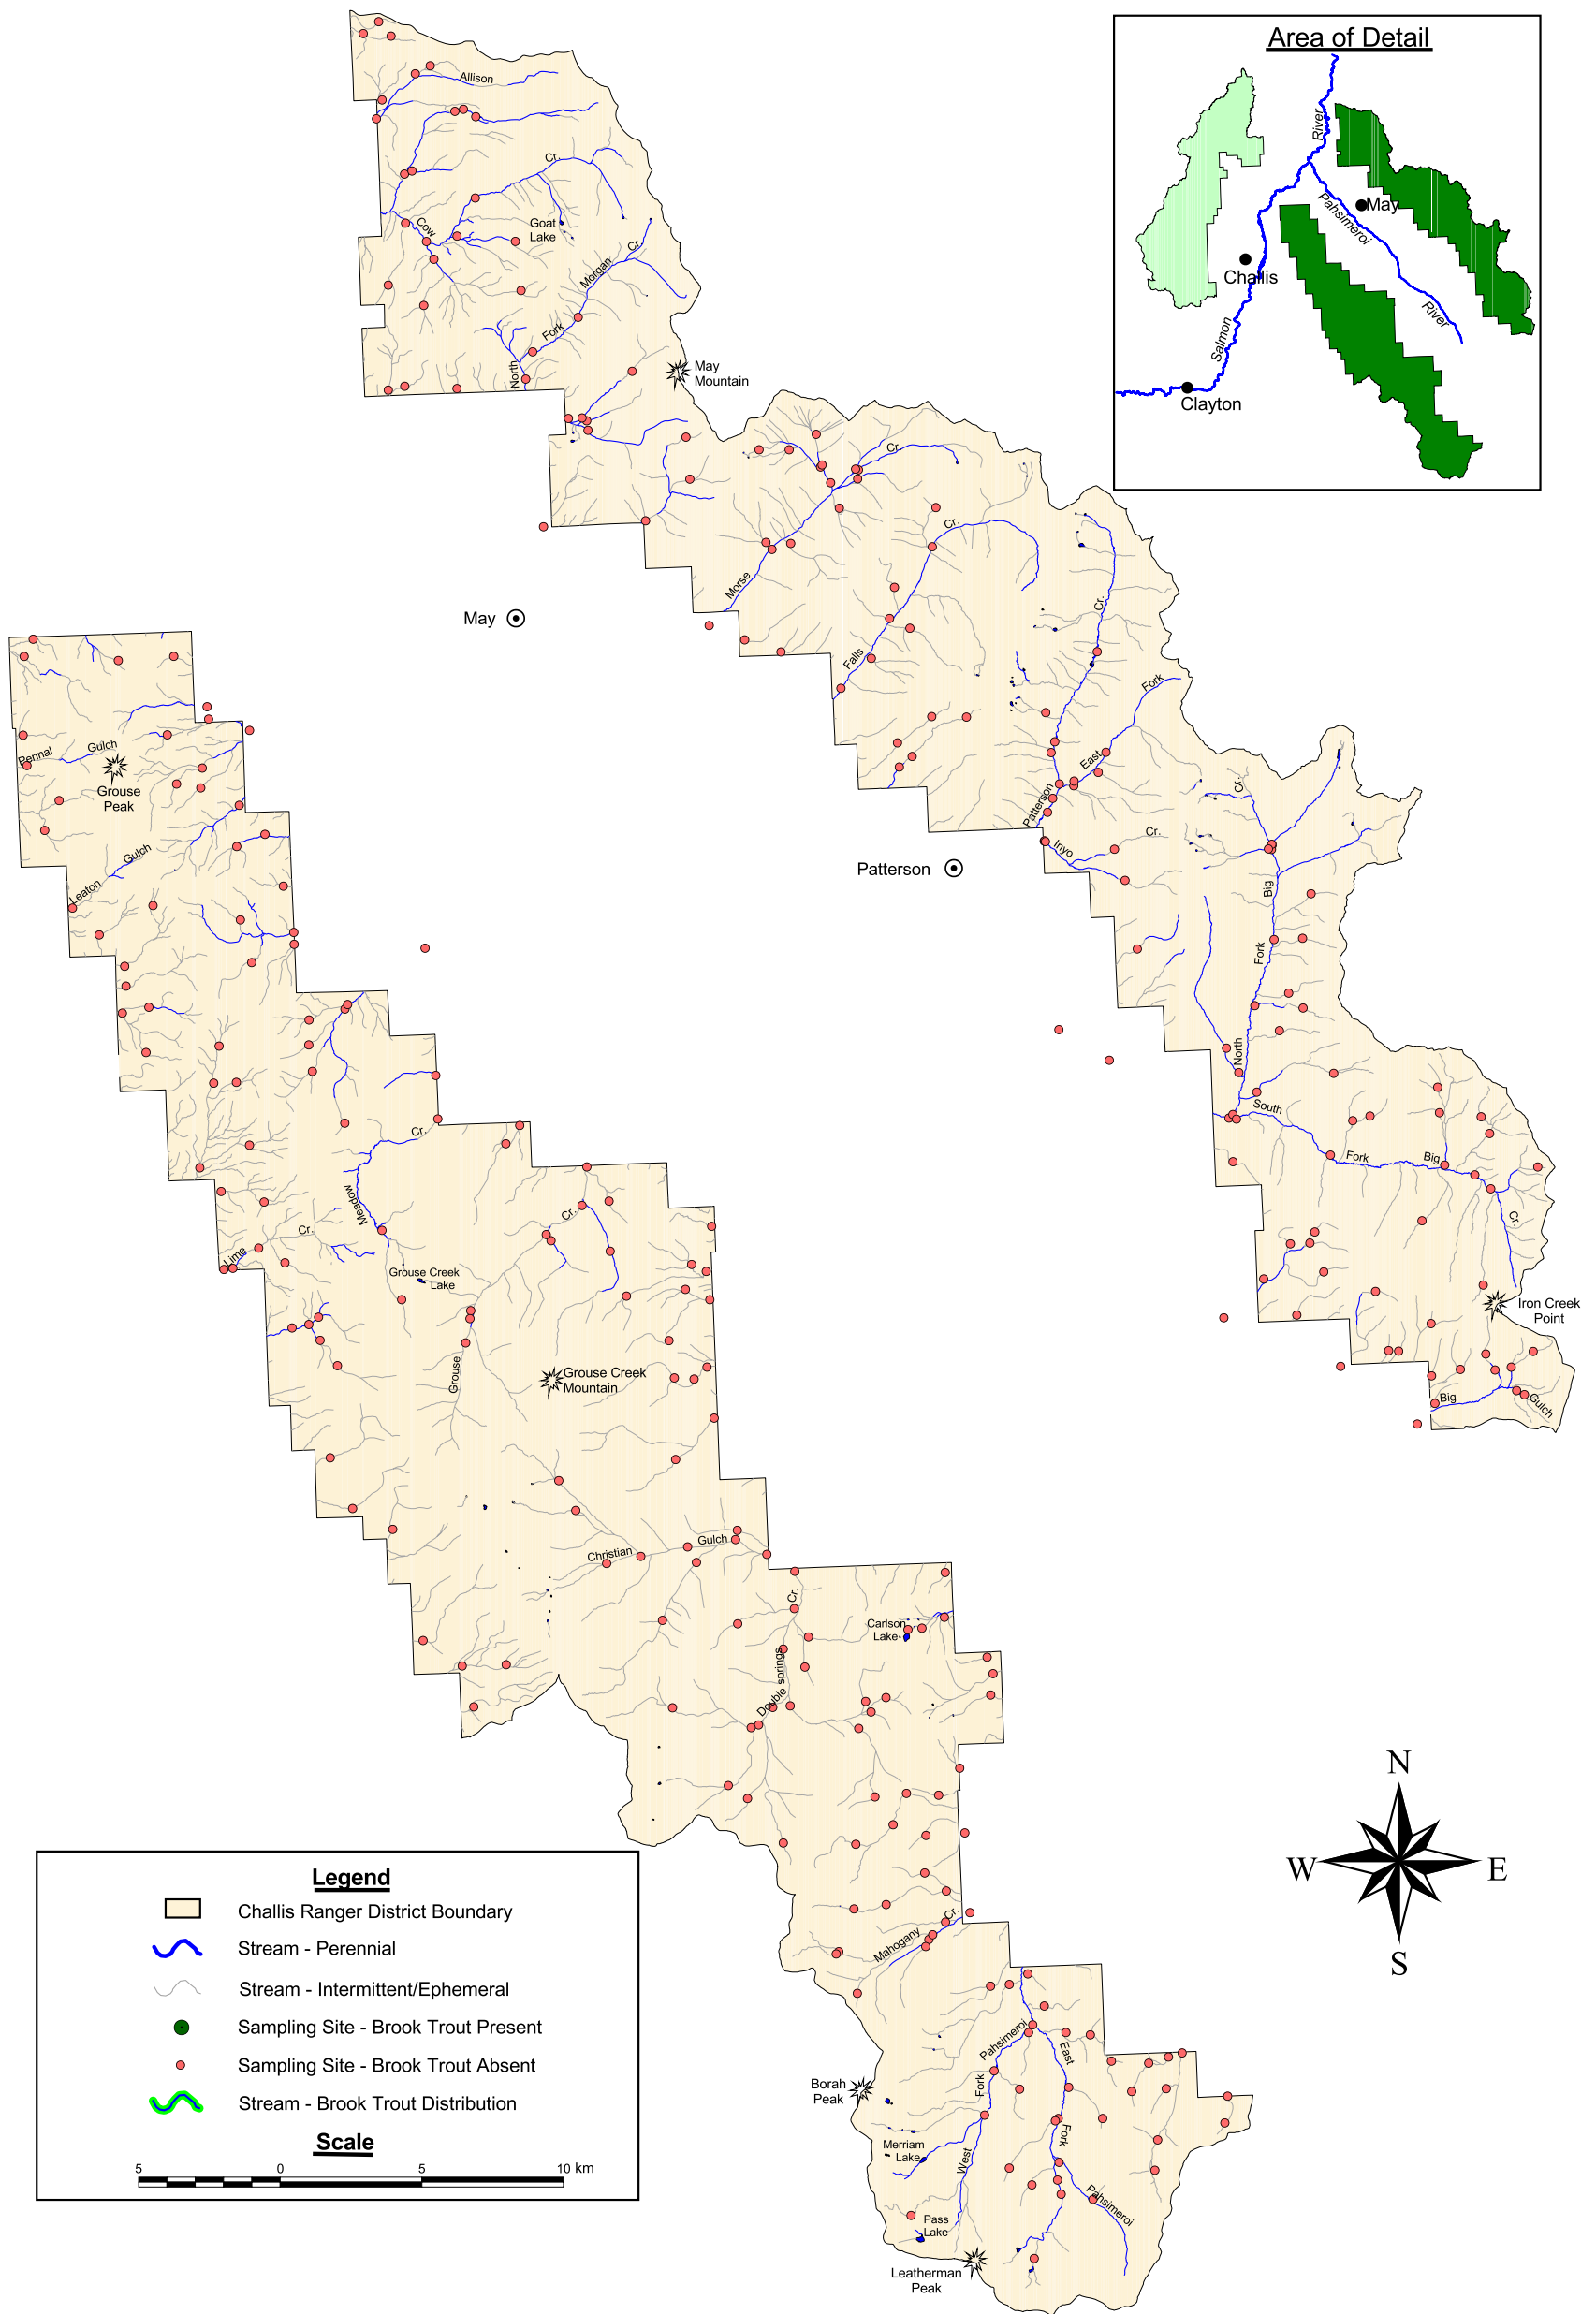 Area of Detail
River
Pahsimeroi
May
Challis
River
Salmon
Clayton
Allison
Cr.
Goat
Lake
Cow
Cr.
Morgan
Fork
North
May
Mountain
Cr.
Cr.
Morse
May
Falls
Cr.
Fork
East
Patterson
Inyo
Cr.
Patterson
Cr.
Big
Fork
North
South
Fork
Big
Cr.
Iron Creek
Point
Big
Gulch
Pennal
Gulch
Grouse
Peak
Gulch
Leaton
Cr.
Meadow
Cr.
Lime
Grouse Creek
Lake
Cr.
Grouse
Grouse Creek
Mountain
Christian
Gulch
Cr.
springs
Double
Carlson
Lake
Mahogany
Cr.
Pahsimeroi
East
Fork
Borah
Peak
Merriam
Lake
West
Fork
Pahsimeroi
Pass
Lake
Leatherman
Peak
N
W
E
S
Legend
Challis Ranger District Boundary
Stream - Perennial
Stream - Intermittent/Ephemeral
Sampling Site - Brook Trout Present
Sampling Site - Brook Trout Absent
Stream - Brook Trout Distribution
Scale
5 0 5 10 km